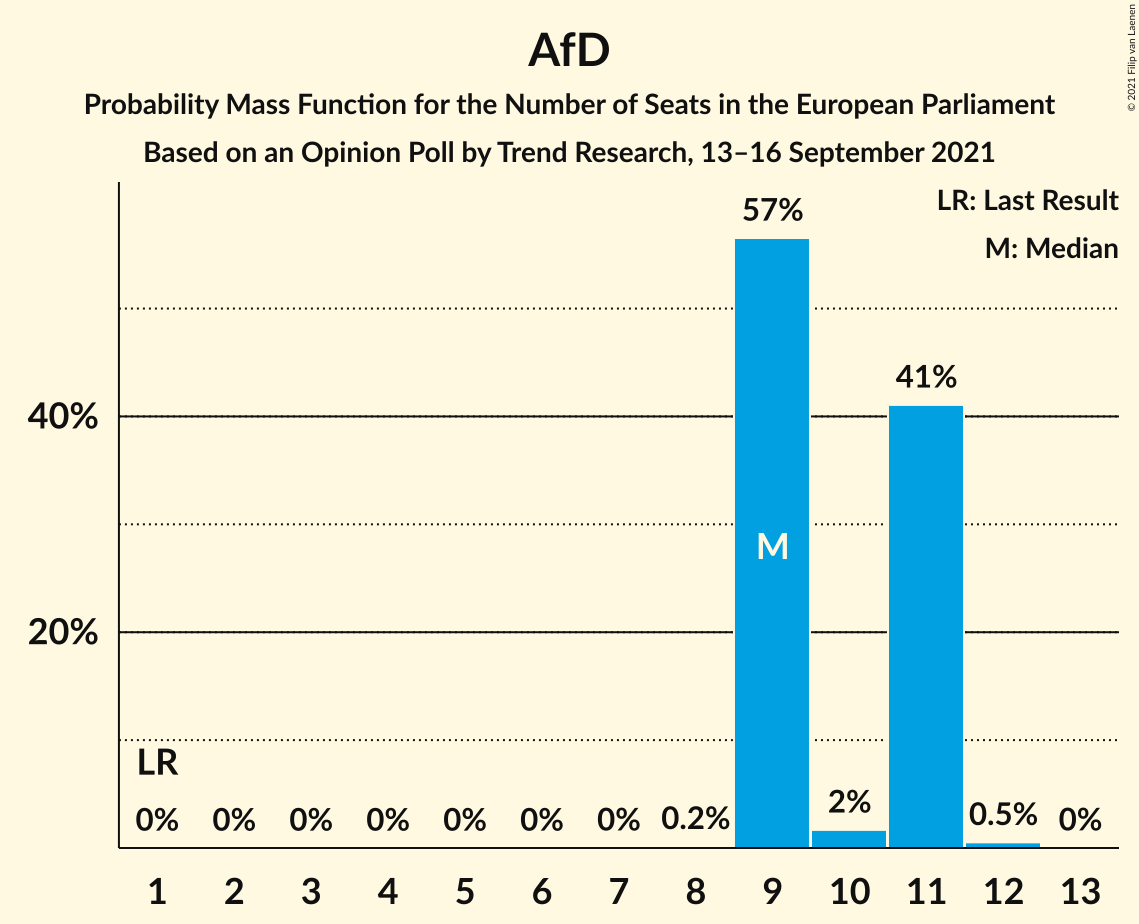 AfD
Probability Mass Function for the Number of Seats in the European Parliament
Based on an Opinion Poll by Trend Research, 13–16 September 2021
© 2021 Filip van Laenen
LR: Last Result
M: Median
57%
41%
40%
M
20%
LR
0% 0% 0% 0% 0% 0% 0% 0.2% 2% 0.5% 0%
1 2 3 4 5 6 7 8 9 10 11 12 13